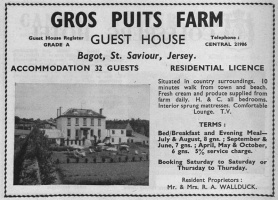 GROS PUITS FARM
Guest House Register
GRADE A
GUEST HOUSE
Telephone :
CENTRAL 21986
Bagot, St. Saviour, Jersey.
ACCOMMODATION 32 GUESTS
RESIDENTIAL LICENCE
Situated in country surroundings. 10
minutes walk from town and beach.
Fresh cream and produce supplied from
farm daily. H. & C. all bedrooms.
Interior sprung mattresses. Comfortable
Lounge. T.V.
TERMS :
Bed/Breakfast and Evening Meal—
July & August, 8 gns. ; September &
June, 7 gns. ; April, May & October,
6 gns. 5% service charge.
Booking Saturday to Saturday or
Thursday to Thursday.
Resident Proprietors :
Mr. & Mrs. R. A. WALLDUCK.